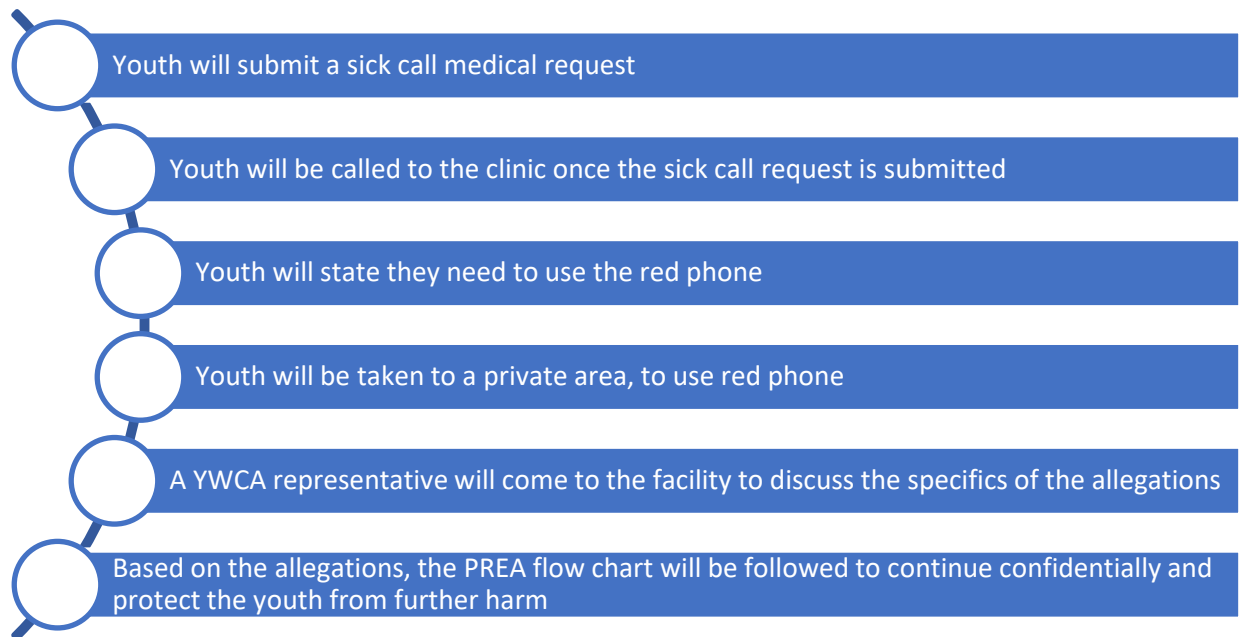 Youth will submit a sick call medical request
Youth will be called to the clinic once the sick call request is submitted
Youth will state they need to use the red phone
Youth will be taken to a private area, to use red phone
A YWCA representative will come to the facility to discuss the specifics of the allegations
Based on the allegations, the PREA flow chart will be followed to continue confidentially and
protect the youth from further harm